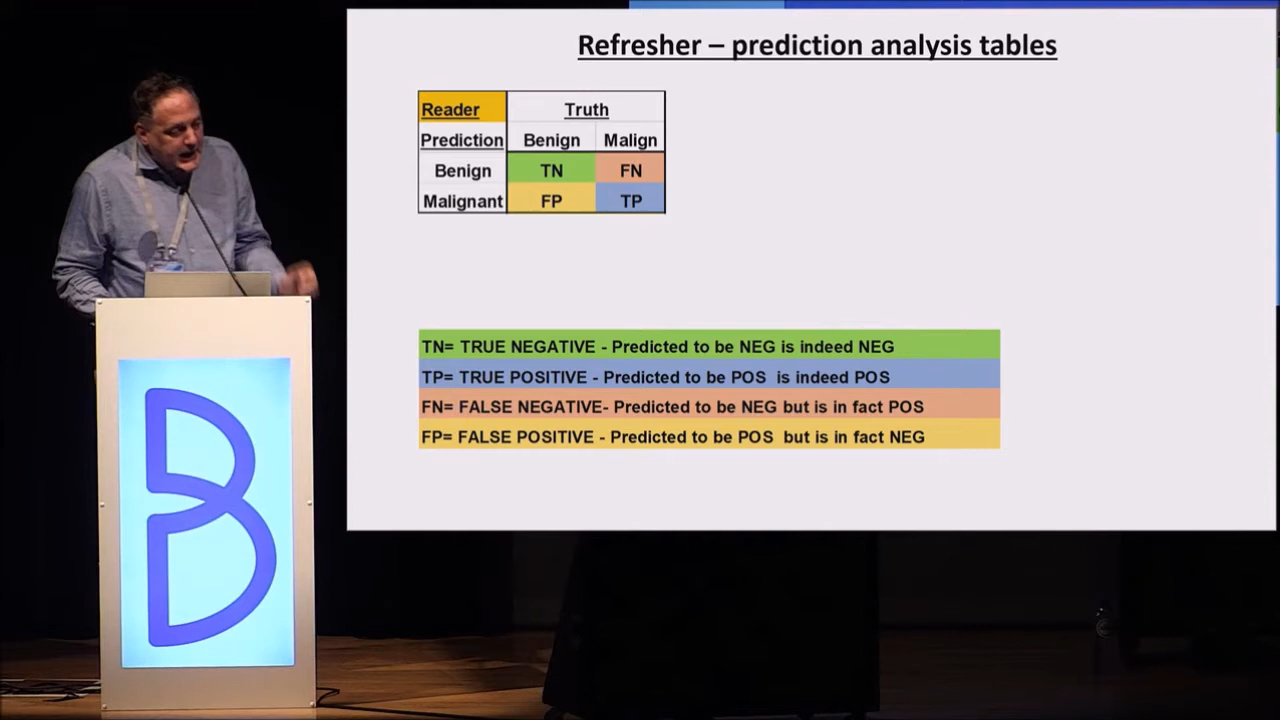 Refresher – prediction analysis tables
Reader Truth
Prediction Benign Malign
Benign TN FN
Malignant FP TP
TN= TRUE NEGATIVE - Predicted to be NEG is indeed NEG
TP= TRUE POSITIVE - Predicted to be POS is indeed POS
FN= FALSE NEGATIVE- Predicted to be NEG but is in fact POS
FP= FALSE POSITIVE - Predicted to be POS but is in fact NEG
B